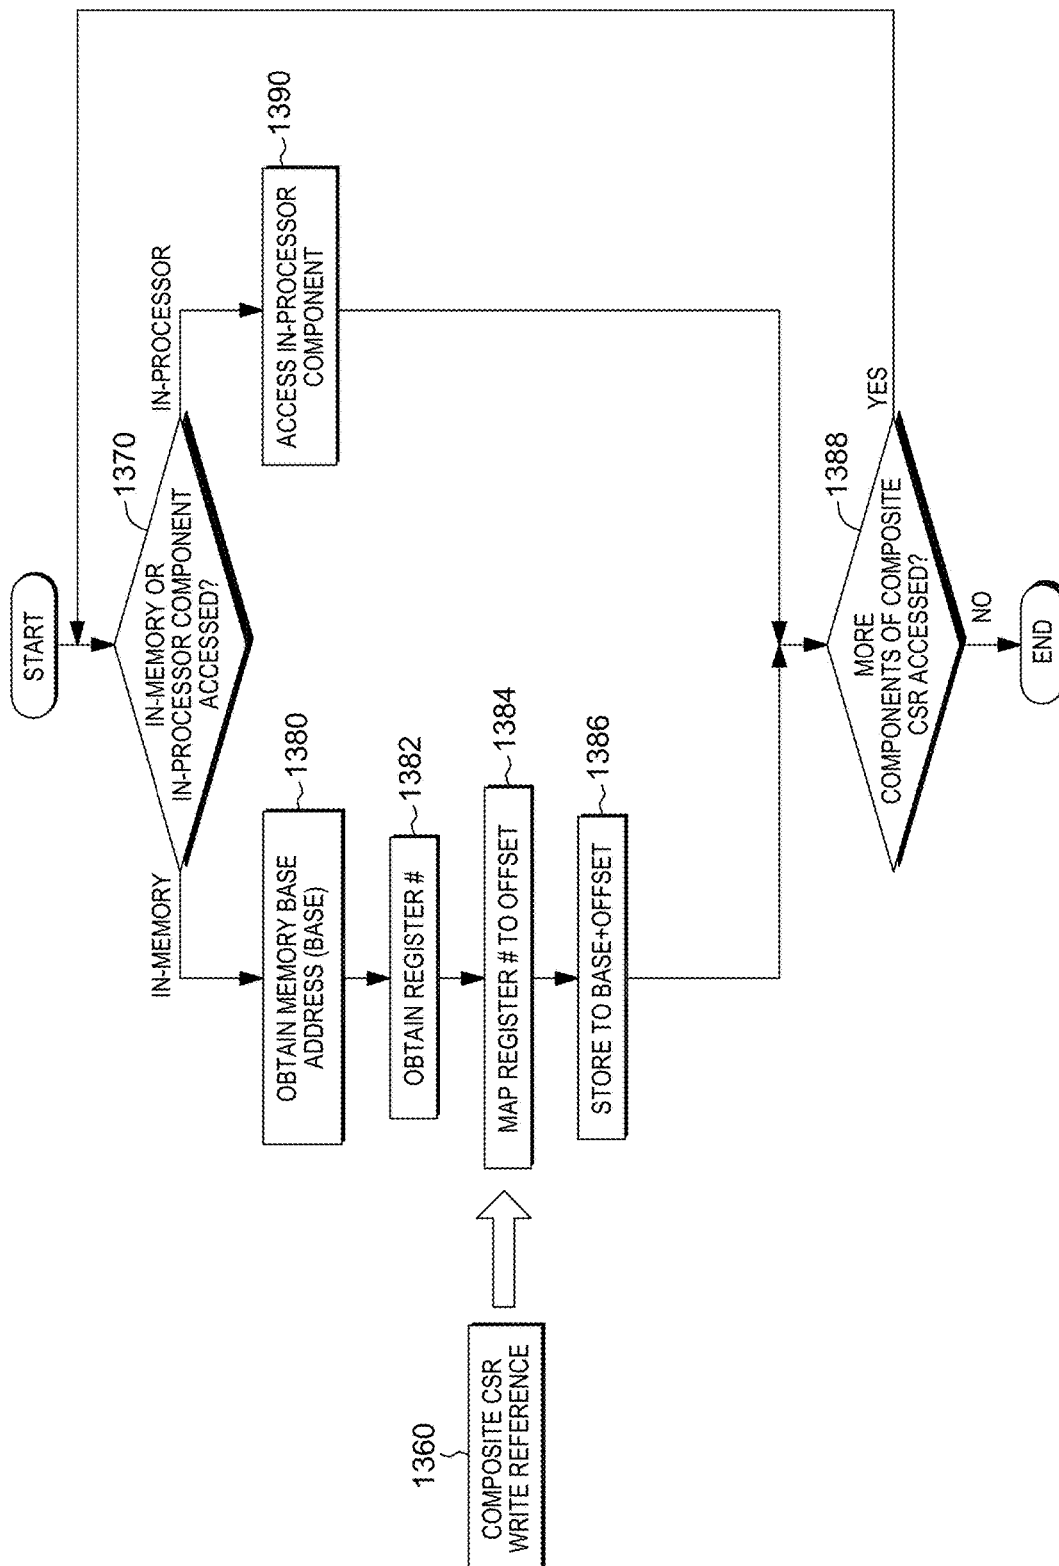 START
IN-MEMORY OR
IN-PROCESSOR COMPONENT
ACCESSED?
1370
IN-MEMORY
IN-PROCESSOR
OBTAIN MEMORY BASE
ADDRESS (BASE)
1380
OBTAIN REGISTER #
1382
MAP REGISTER # TO OFFSET
1384
STORE TO BASE+OFFSET
1386
ACCESS IN-PROCESSOR
COMPONENT
1390
1360
COMPOSITE CSR
WRITE REFERENCE
MORE
COMPONENTS OF COMPOSITE
CSR ACCESSED?
1388
YES
NO
END